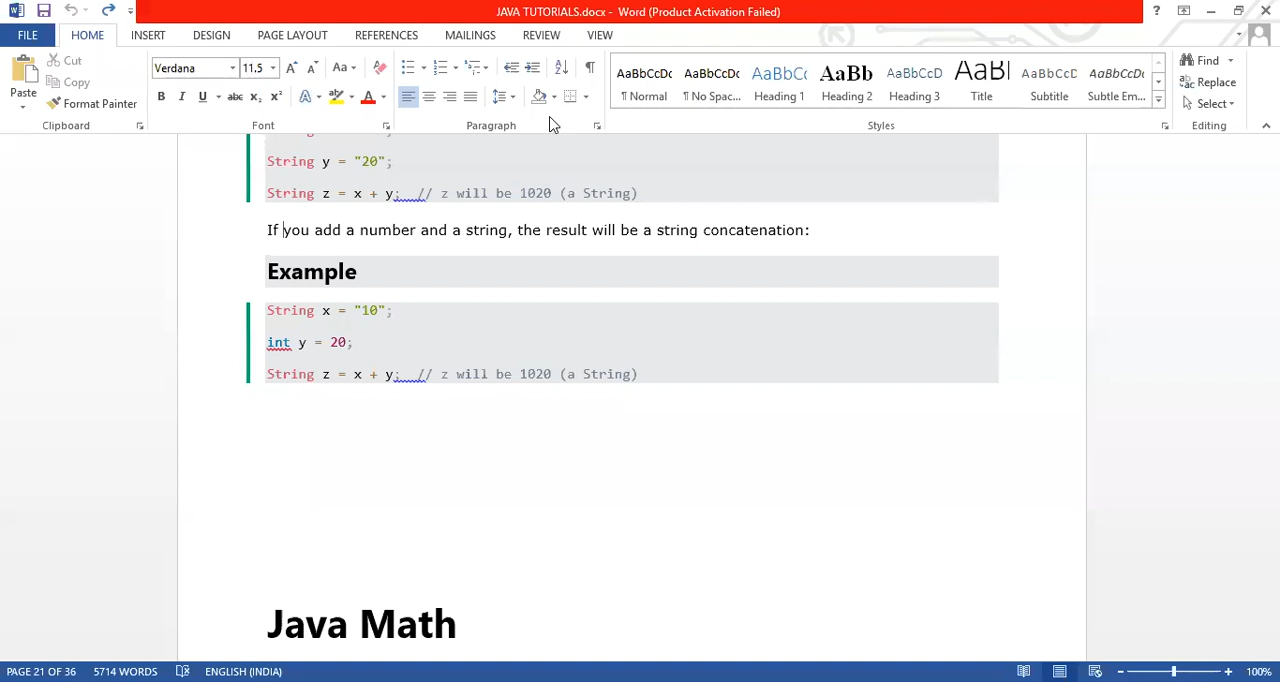 JAVA TUTORIALS.docx - Word (Product Activation Failed)
FILE HOME INSERT DESIGN PAGE LAYOUT REFERENCES MAILINGS REVIEW VIEW
Paste
Cut
Copy
Format Painter
Clipboard
Verdana 11.5
Font
Paragraph
AaBbCcDc AaBbCcDc AaBbCc AaBb AaBbCcD AaBl AaBbCcD AaBbCcDc
¶ Normal ¶ No Spac... Heading 1 Heading 2 Heading 3 Title Subtitle Subtle Em...
Styles
Find
Replace
Select
Editing
String y = "20";
String z = x + y;  // z will be 1020 (a String)
If you add a number and a string, the result will be a string concatenation:
Example
String x = "10";
int y = 20;
String z = x + y;  // z will be 1020 (a String)
Java Math
PAGE 21 OF 36 5714 WORDS ENGLISH (INDIA) 100%